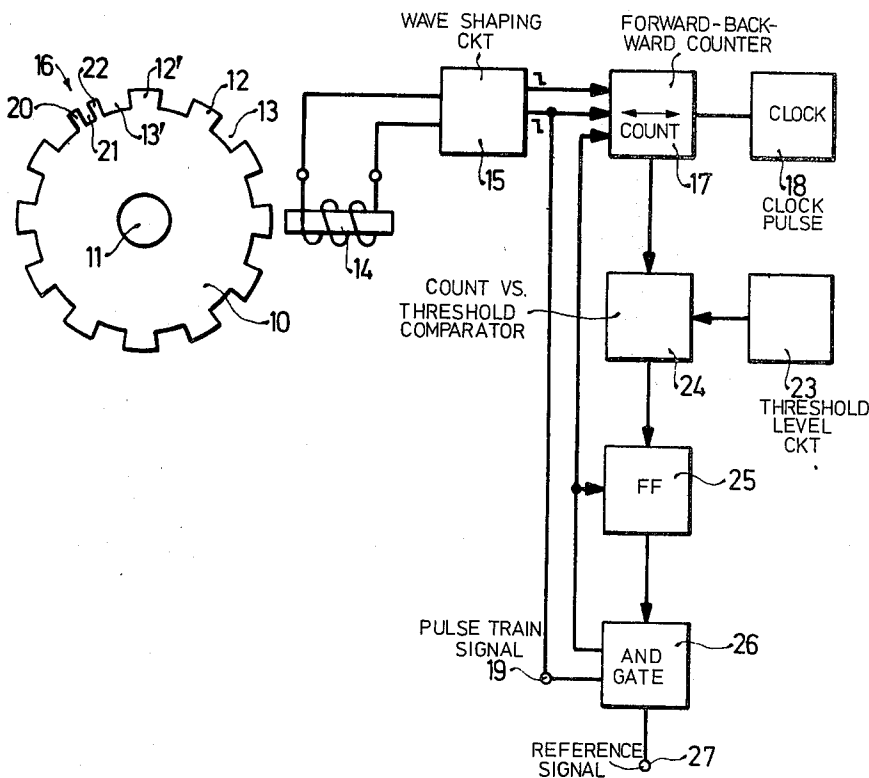 WAVE SHAPING
CKT
FORWARD-BACK-
WARD COUNTER
16
22
12'
12
20
21
13'
13
15
COUNT
17
CLOCK
18
CLOCK
PULSE
11
14
10
COUNT VS.
THRESHOLD
COMPARATOR
24
23
THRESHOLD
LEVEL
CKT
FF
25
PULSE TRAIN
SIGNAL
19
AND
GATE
26
REFERENCE
SIGNAL
27